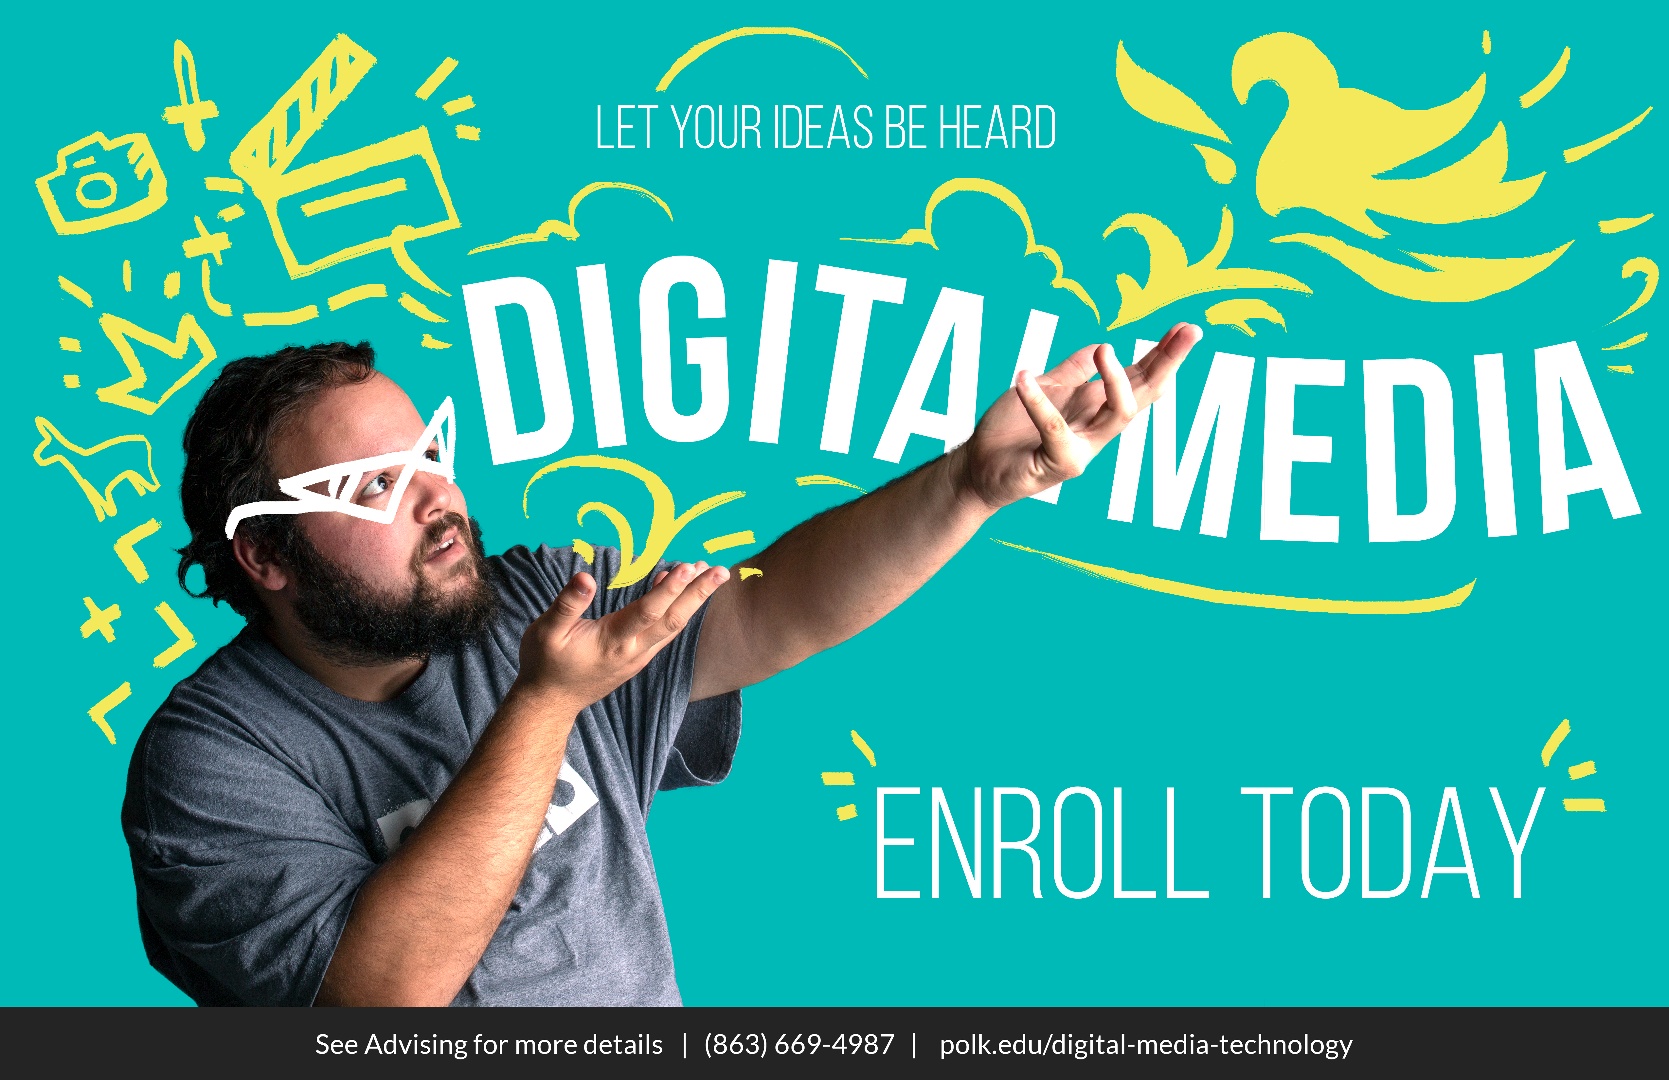 LET YOUR IDEAS BE HEARD
DIGITAL MEDIA
ENROLL TODAY
See Advising for more details | (863) 669-4987 | polk.edu/digital-media-technology